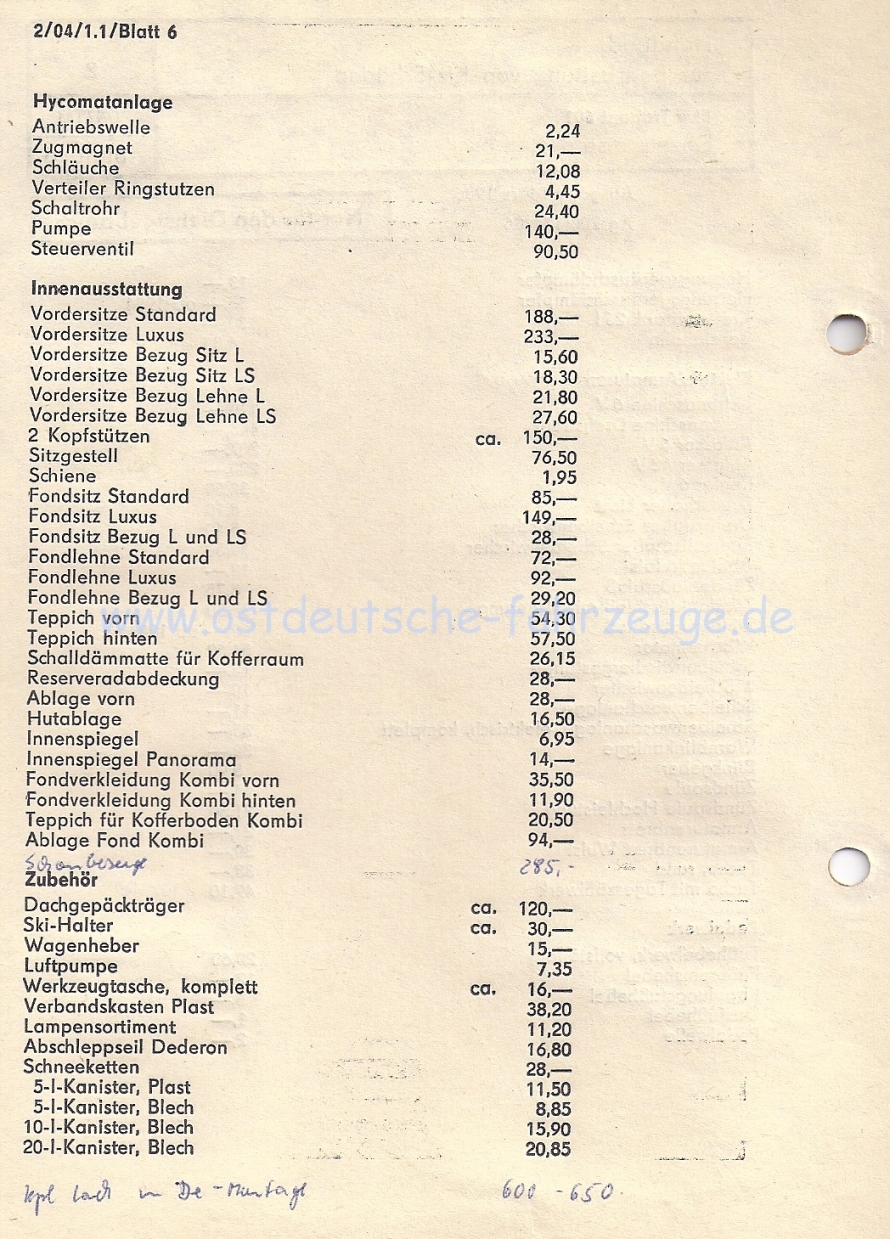 2/04/1.1/Blatt 6
Hycomatanlage
Antriebswelle 2,24
Zugmagnet 21,—
Schläuche 12,08
Verteiler Ringstutzen 4,45
Schaltrohr 24,40
Pumpe 140,—
Steuerventil 90,50
Innenausstattung
Vordersitze Standard 188,—
Vordersitze Luxus 233,—
Vordersitze Bezug Sitz L 15,60
Vordersitze Bezug Sitz LS 18,30
Vordersitze Bezug Lehne L 21,80
Vordersitze Bezug Lehne LS 27,60
2 Kopfstützen ca. 150,—
Sitzgestell 76,50
Schiene 1,95
Fondsitz Standard 85,—
Fondsitz Luxus 149,—
Fondsitz Bezug L und LS 28,—
Fondlehne Standard 72,—
Fondlehne Luxus 92,—
Fondlehne Bezug L und LS 29,20
www.ostdeutsche-fahrzeuge.de
Teppich vorn 54,30
Teppich hinten 57,50
Schalldämmatte für Kofferraum 26,15
Reserveradabdeckung 28,—
Ablage vorn 28,—
Hutablage 16,50
Innenspiegel 6,95
Innenspiegel Panorama 14,—
Fondverkleidung Kombi vorn 35,50
Fondverkleidung Kombi hinten 11,90
Teppich für Kofferboden Kombi 20,50
Ablage Fond Kombi 94,—
Schonbezüge 285,-
Zubehör
Dachgepäckträger ca. 120,—
Ski-Halter ca. 30,—
Wagenheber 15,—
Luftpumpe 7,35
Werkzeugtasche, komplett ca. 16,—
Verbandskasten Plast 38,20
Lampensortiment 11,20
Abschleppseil Dederon 16,80
Schneeketten 28,—
5-l-Kanister, Plast 11,50
5-l-Kanister, Blech 8,85
10-l-Kanister, Blech 15,90
20-l-Kanister, Blech 20,85
kpl De-Montage 600 - 650.